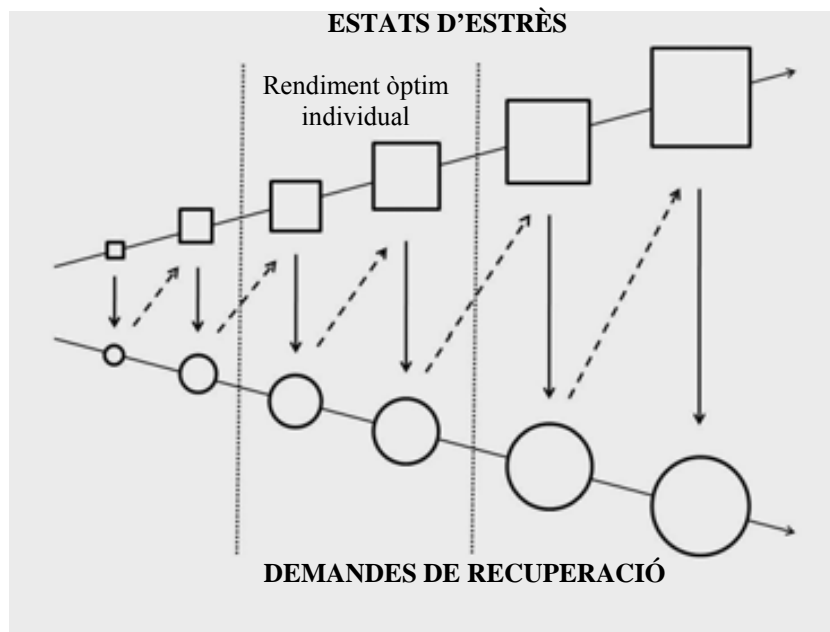 ESTATS D'ESTRÈS
Rendiment òptim
individual
DEMANDES DE RECUPERACIÓ